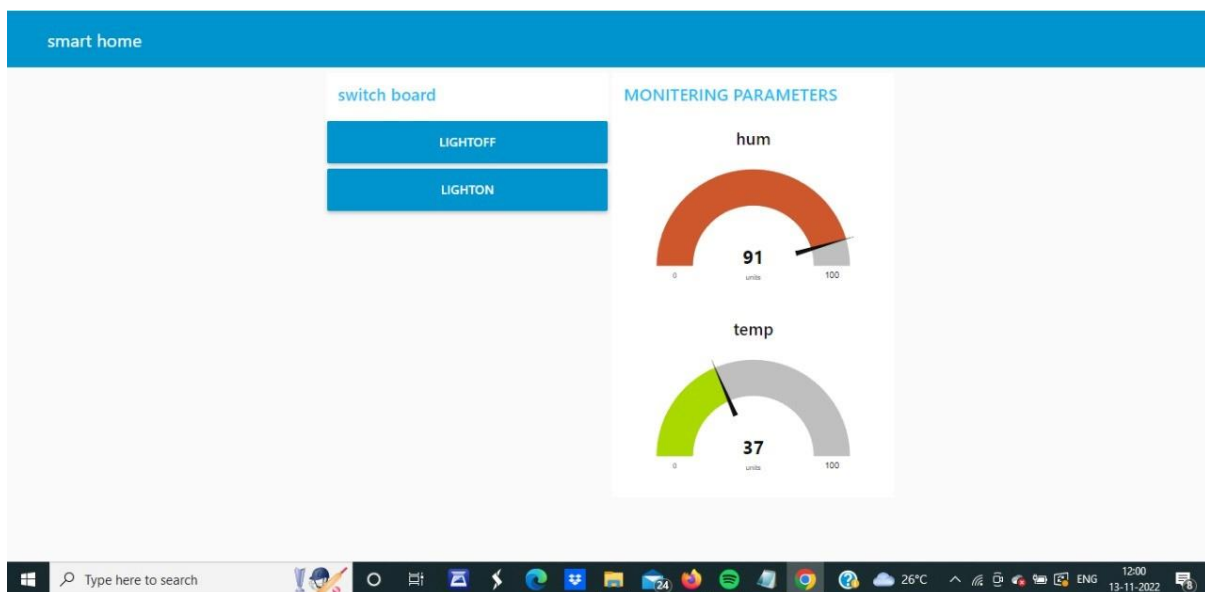 smart home
switch board
LIGHTOFF
LIGHTON
MONITERING PARAMETERS
hum
91
units
0
100
temp
37
units
0
100
Type here to search
24
26°C
ENG
12:00
13-11-2022
8